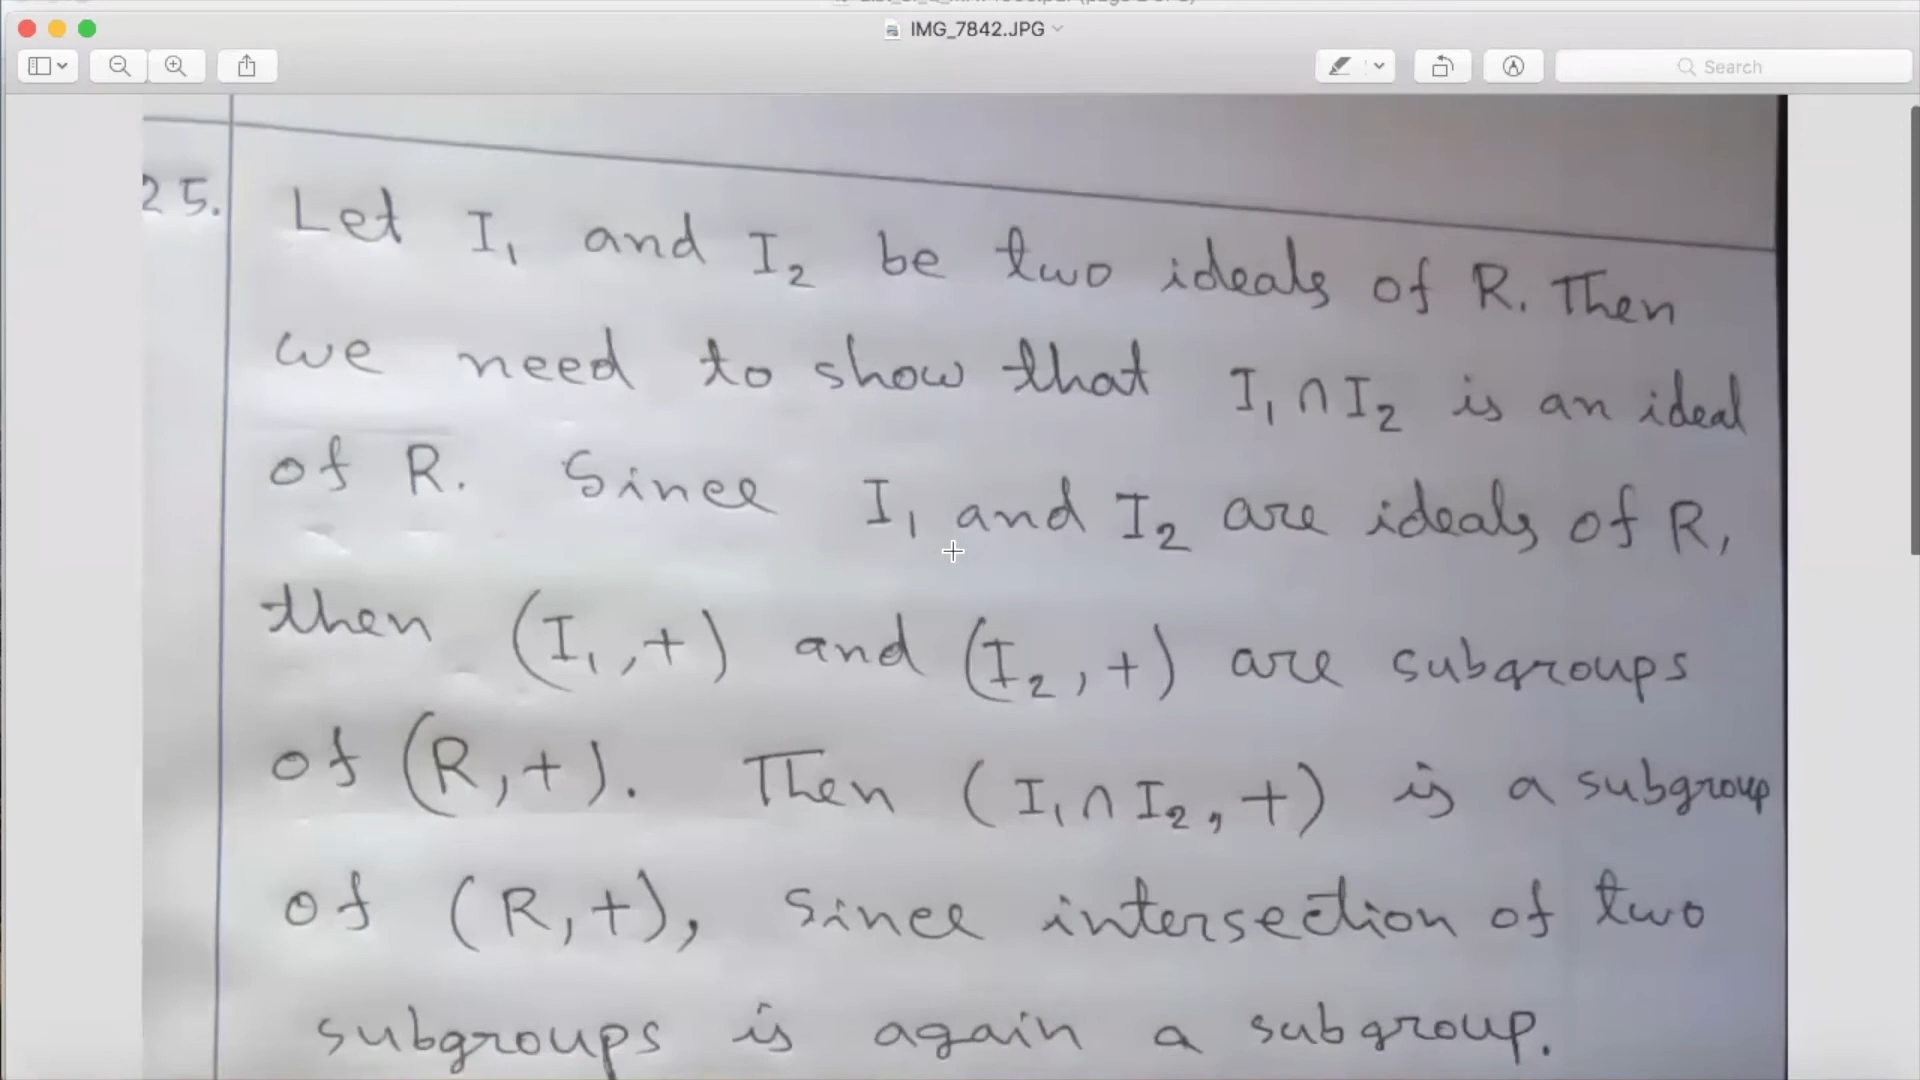 IMG_7842.JPG
Search
25. Let I₁ and I₂ be two ideals of R. Then
we need to show that I₁ ∩ I₂ is an ideal
of R. Since I₁ and I₂ are ideals of R,
then (I₁, +) and (I₂, +) are subgroups
of (R, +). Then (I₁ ∩ I₂, +) is a subgroup
of (R, +), since intersection of two
subgroups is again a subgroup.